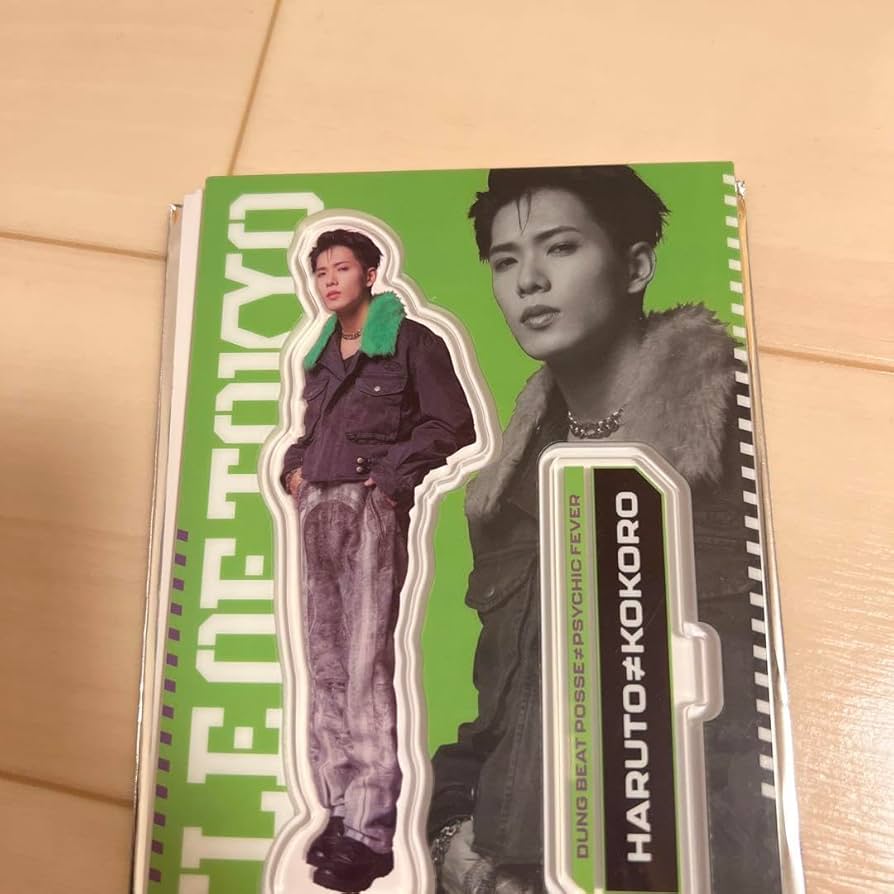 LE OF TOKYO
DUNG BEAT POSSE≠PSYCHIC FEVER
HARUTO≠KOKORO